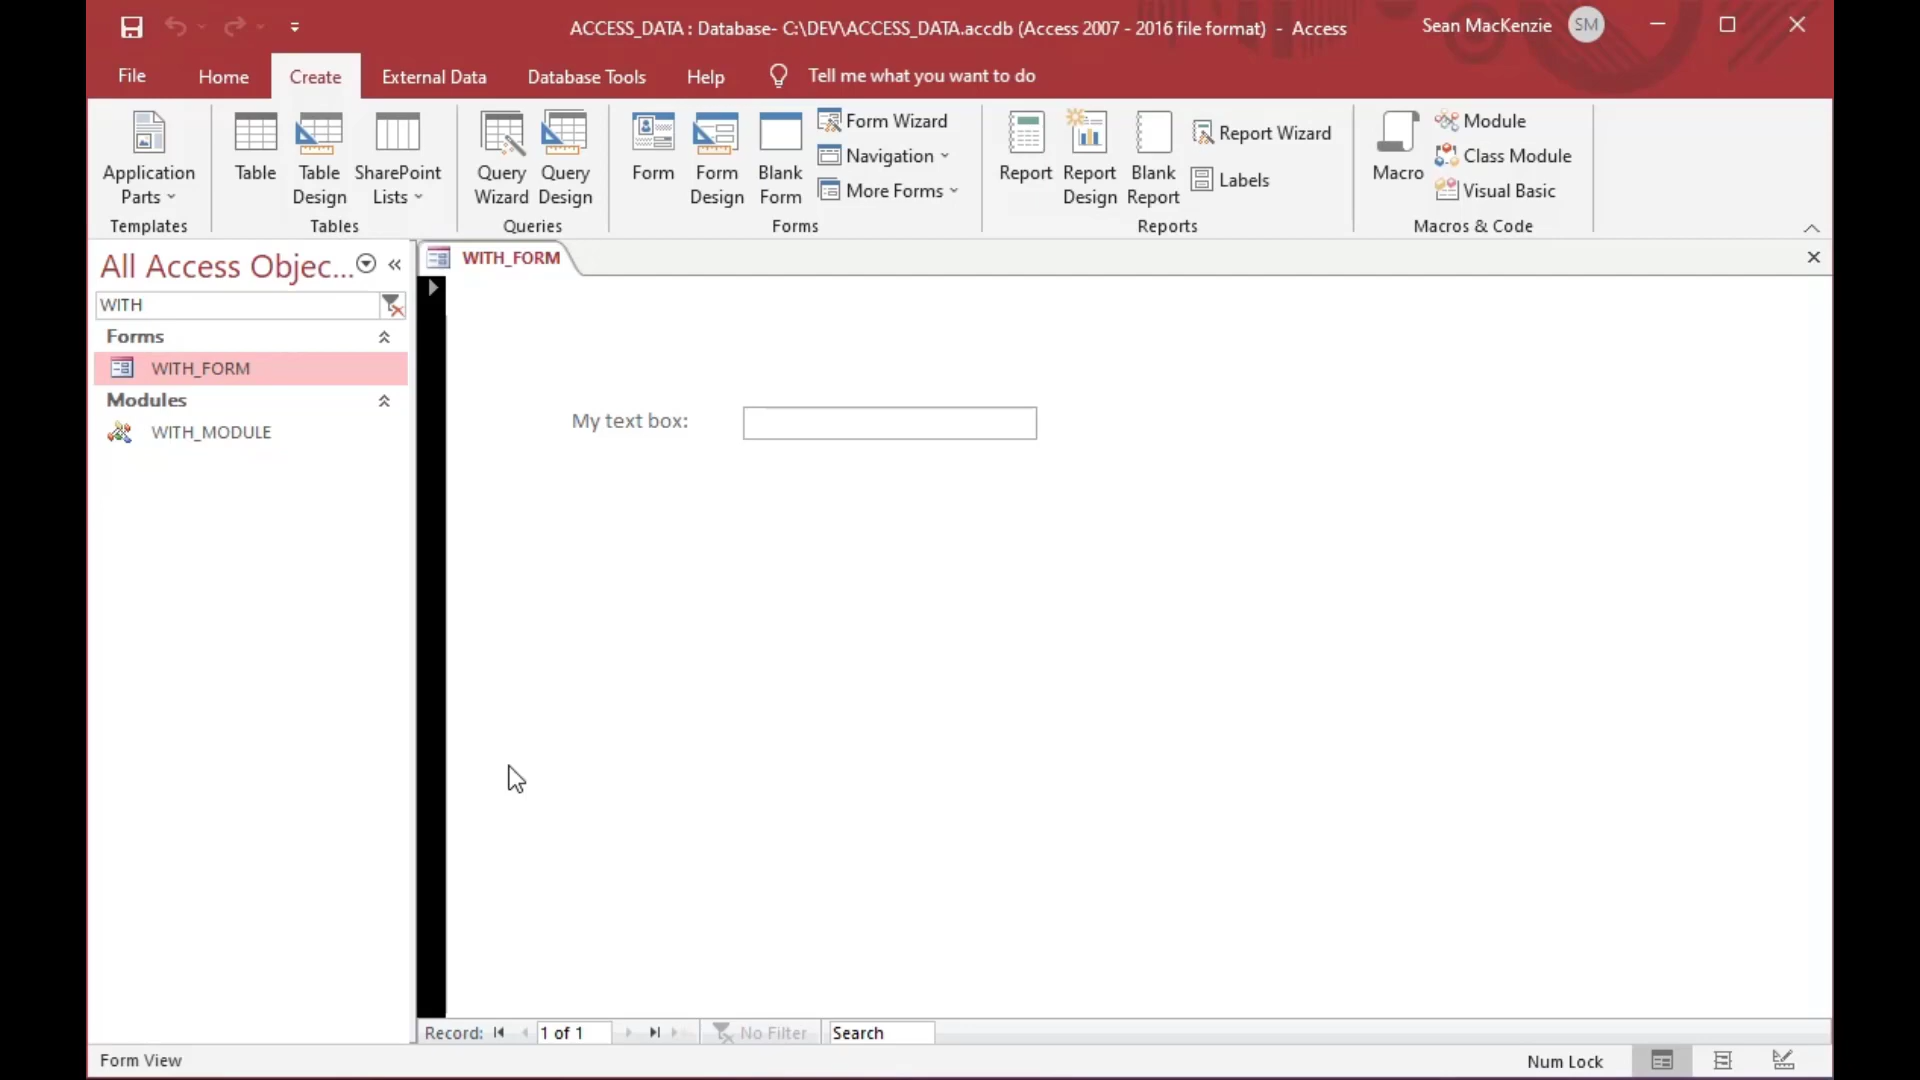 ACCESS_DATA : Database- C:\DEV\ACCESS_DATA.accdb (Access 2007 - 2016 file format)  -  Access
Sean MacKenzie
SM
File
Home
Create
External Data
Database Tools
Help
Tell me what you want to do
Application
Parts
Templates
Table
Table
Design
SharePoint
Lists
Tables
Query
Wizard
Query
Design
Queries
Form
Form
Design
Blank
Form
Form Wizard
Navigation
More Forms
Forms
Report
Report
Design
Blank
Report
Report Wizard
Labels
Reports
Macro
Module
Class Module
Visual Basic
Macros & Code
All Access Objec...
WITH
Forms
WITH_FORM
Modules
WITH_MODULE
WITH_FORM
My text box:
Record:
1 of 1
No Filter
Search
Form View
Num Lock